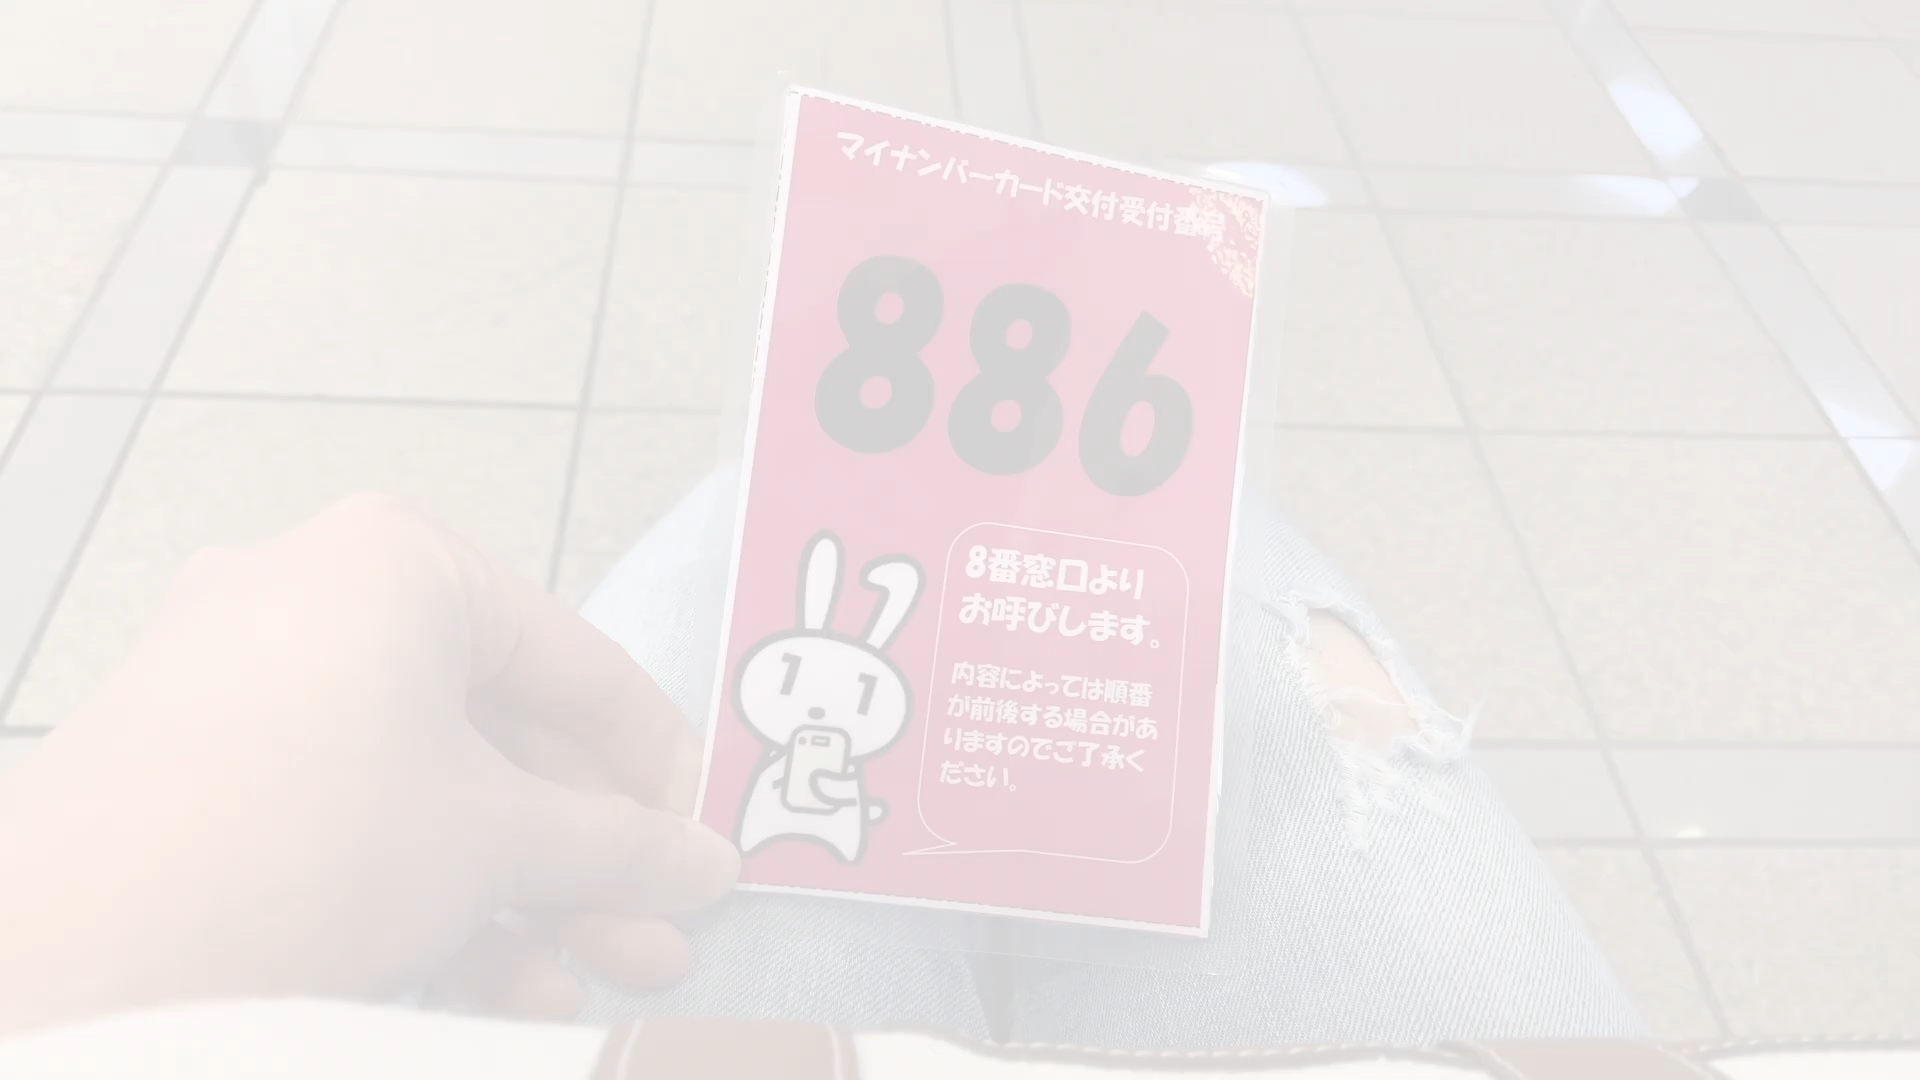 マイナンバーカード交付受付番号
886
8番窓口より
お呼びします。
内容によっては順番
が前後する場合があ
りますのでご了承く
ださい。
1 1